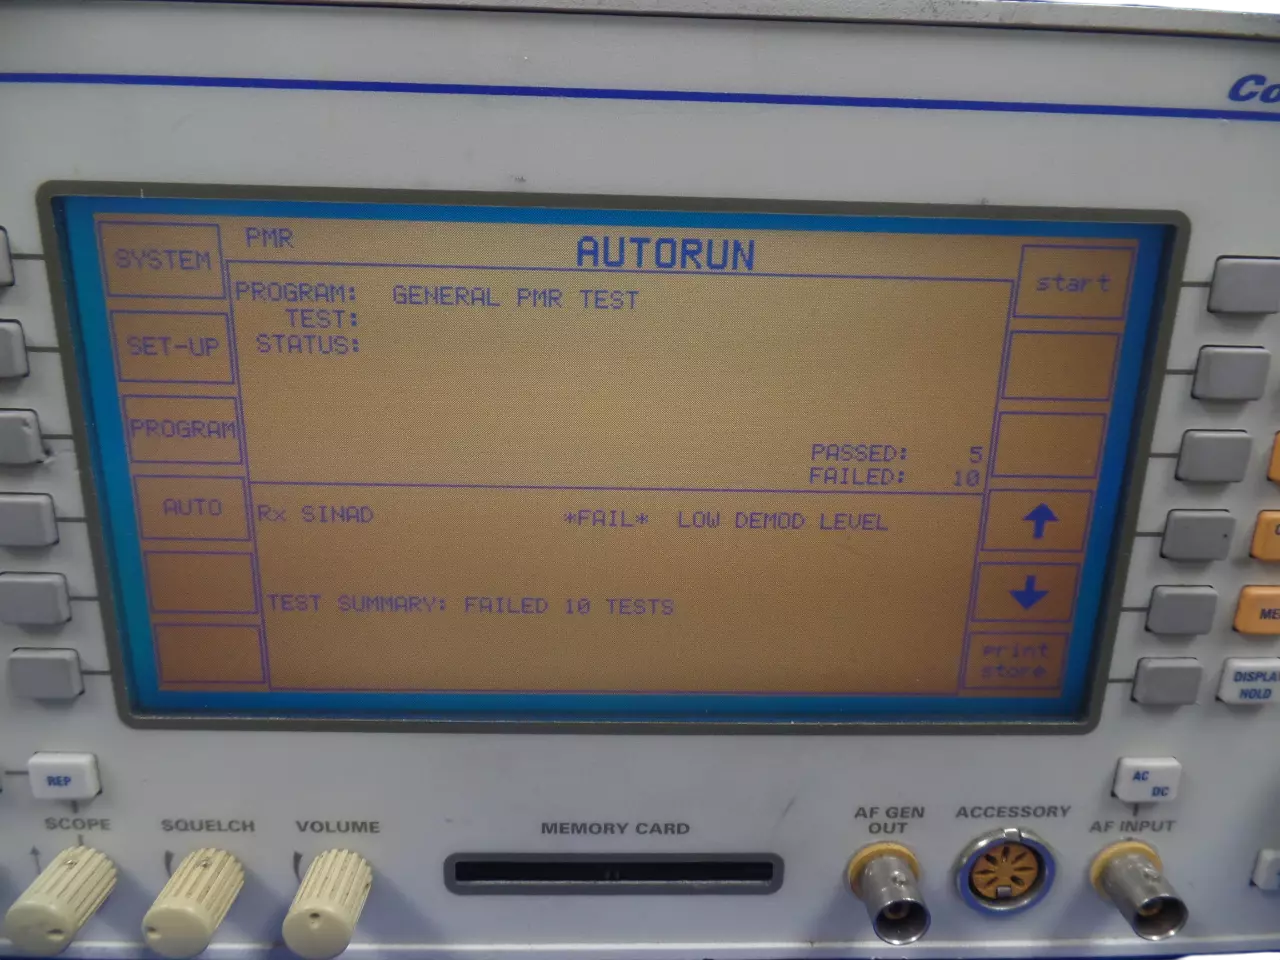 Co
PMR
AUTORUN
SYSTEM
SET-UP
PROGRAM
AUTO
PROGRAM: GENERAL PMR TEST
TEST:
STATUS:
PASSED: 5
FAILED: 10
Rx SINAD *FAIL* LOW DEMOD LEVEL
TEST SUMMARY: FAILED 10 TESTS
start
↑
↓
print
store
ME
DISPLA
HOLD
REP
SCOPE
SQUELCH
VOLUME
MEMORY CARD
AF GEN
OUT
ACCESSORY
AC
DC
AF INPUT